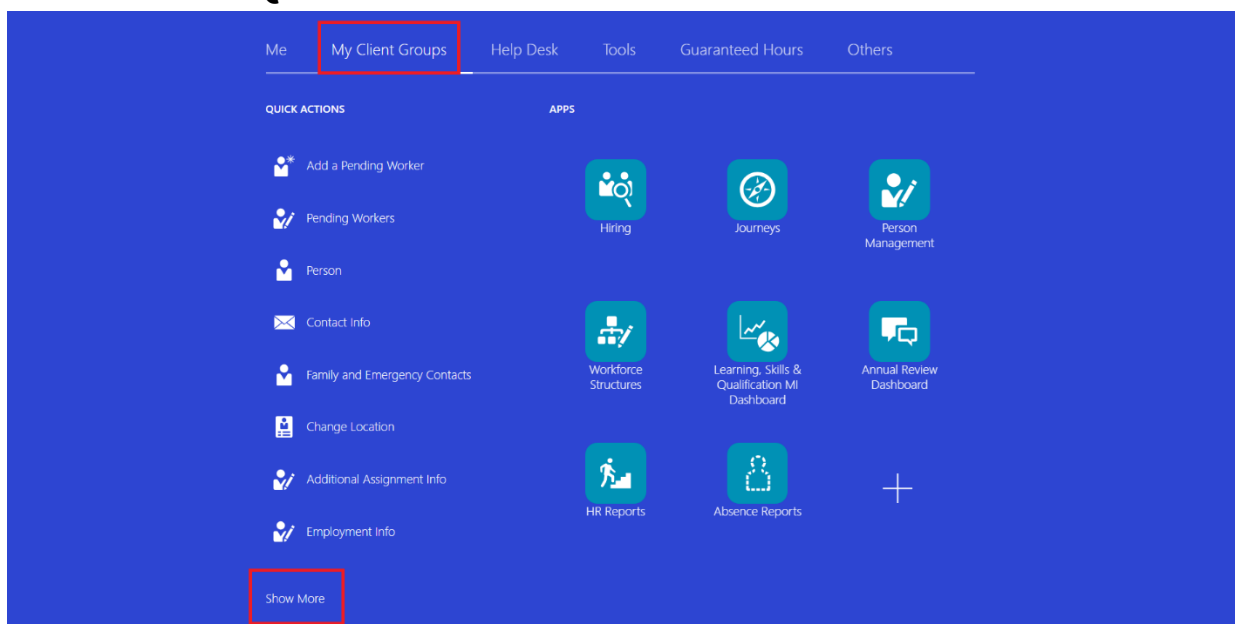 Me
My Client Groups
Help Desk
Tools
Guaranteed Hours
Others
QUICK ACTIONS
Add a Pending Worker
Pending Workers
Person
Contact Info
Family and Emergency Contacts
Change Location
Additional Assignment Info
Employment Info
Show More
APPS
Hiring
Journeys
Person
Management
Workforce
Structures
Learning, Skills &
Qualification MI
Dashboard
Annual Review
Dashboard
HR Reports
Absence Reports